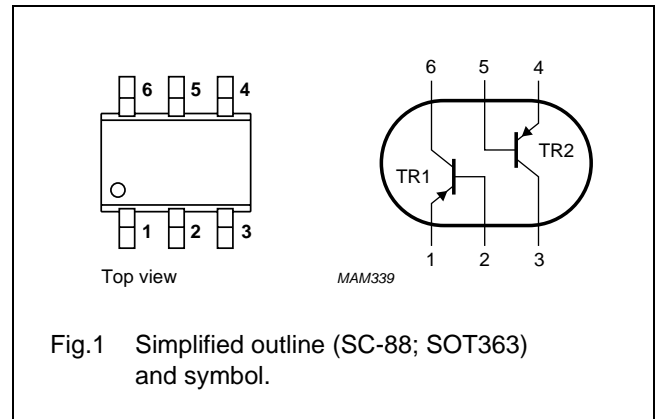 6 5 4
1 2 3
Top view
6 5 4
TR1
TR2
1 2 3
MAM339
Fig.1 Simplified outline (SC-88; SOT363)
and symbol.